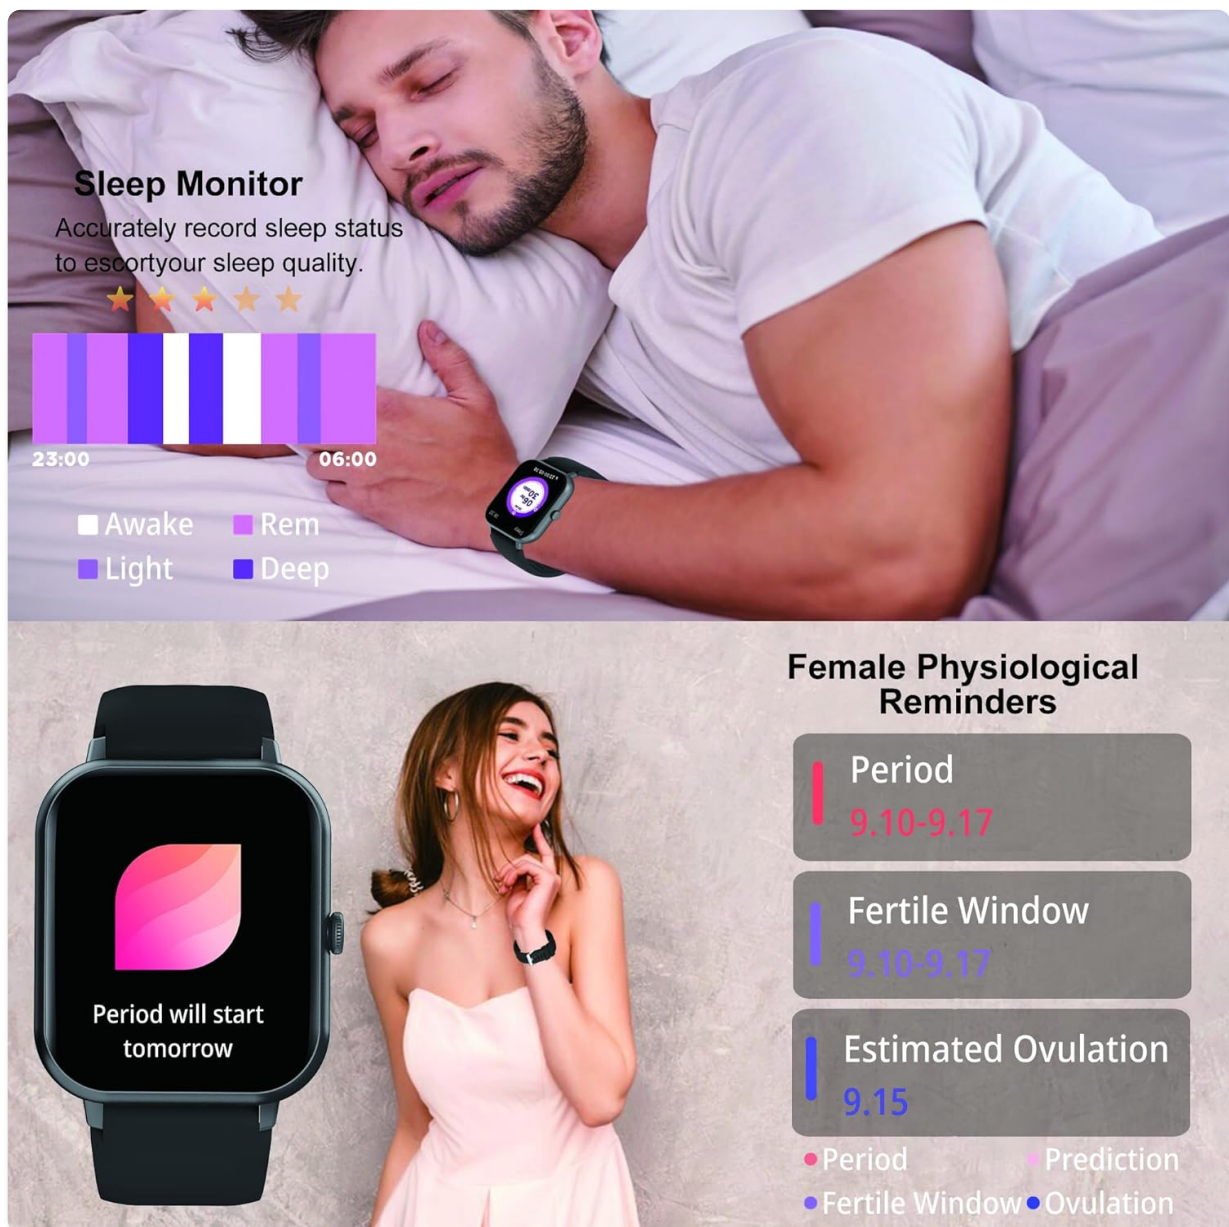 Sleep Monitor
Accurately record sleep status
to escortyour sleep quality.
23:00
06:00
Awake
Rem
Light
Deep
Female Physiological
Reminders
Period
9.10-9.17
Fertile Window
9.10-9.17
Estimated Ovulation
9.15
Period will start
tomorrow
Period
Prediction
Fertile Window
Ovulation